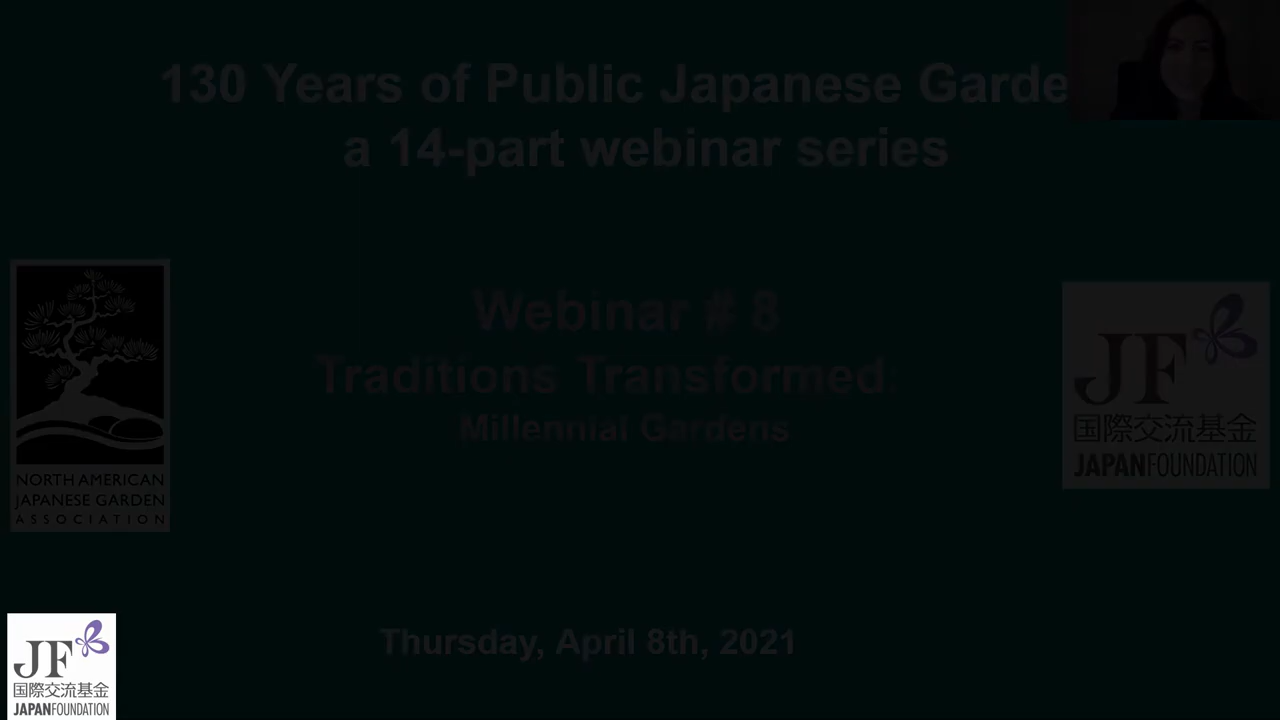 130 Years of Public Japanese Garde
a 14-part webinar series
Webinar # 8
Traditions Transformed:
Millennial Gardens
NORTH AMERICAN
JAPANESE GARDEN
ASSOCIATION
JF
国際交流基金
JAPANFOUNDATION
Thursday, April 8th, 2021
JF
国際交流基金
JAPANFOUNDATION